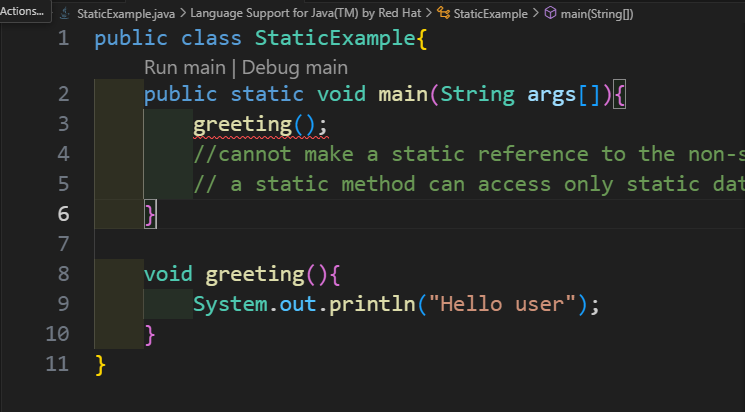 Actions...
StaticExample.java > Language Support for Java(TM) by Red Hat > StaticExample > main(String[])
1 public class StaticExample{
Run main | Debug main
2 public static void main(String args[]){
3 greeting();
4 //cannot make a static reference to the non-s
5 // a static method can access only static dat
6 }
7
8 void greeting(){
9 System.out.println("Hello user");
10 }
11 }